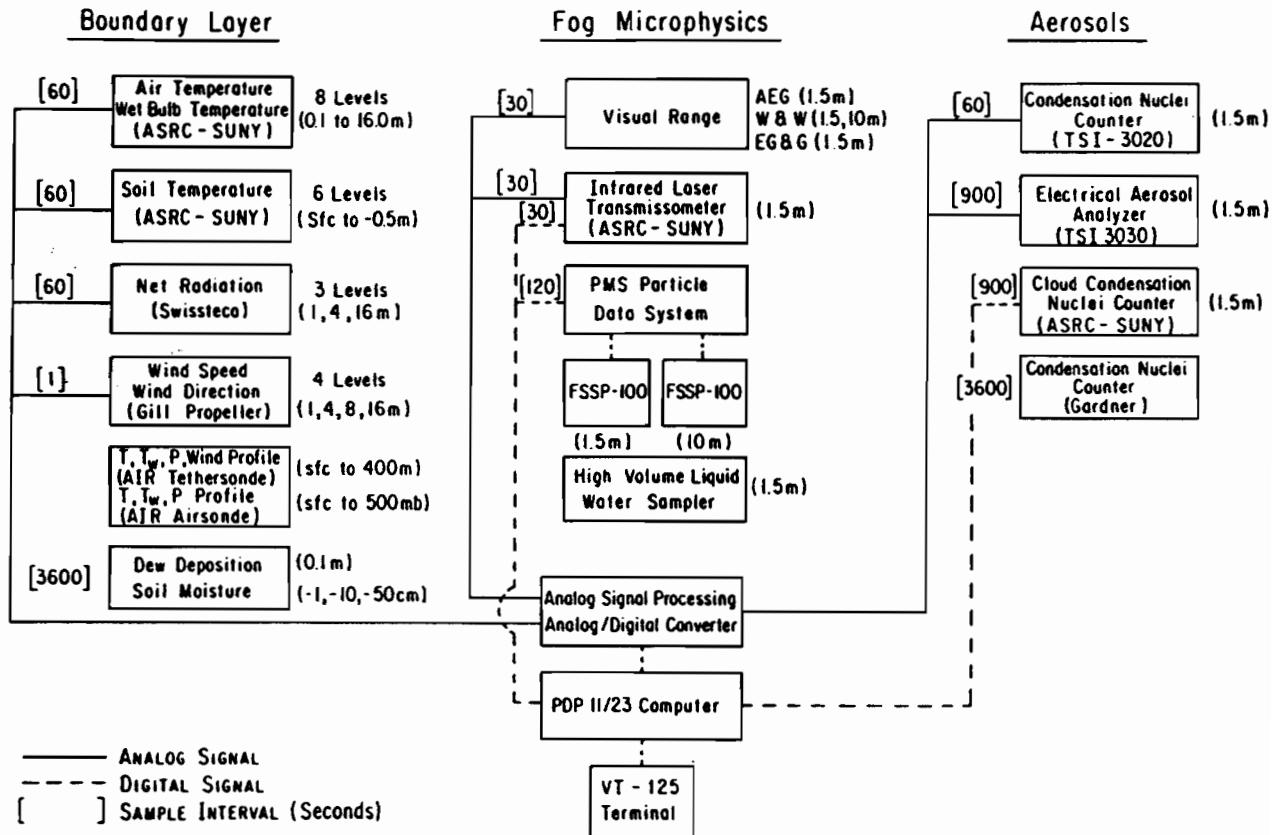 Boundary Layer
[60]
Air Temperature
Wet Bulb Temperature
(ASRC-SUNY)
8 Levels
(0.1 to 16.0m)
[60]
Soil Temperature
(ASRC-SUNY)
6 Levels
(Sfc to -0.5m)
[60]
Net Radiation
(Swissteco)
3 Levels
(1,4,16m)
[1]
Wind Speed
Wind Direction
(Gill Propeller)
4 Levels
(1,4,8,16m)
T, Tw, P, Wind Profile
(AIR Tethersonde)
T, Tw, P Profile
(AIR Airsonde)
(sfc to 400m)
(sfc to 500mb)
[3600]
Dew Deposition
Soil Moisture
(0.1m)
(-1,-10,-50cm)
Fog Microphysics
[30]
Visual Range
AEG (1.5m)
W & W (1.5,10m)
EG&G (1.5m)
[30]
[30]
Infrared Laser
Transmissometer
(ASRC-SUNY)
(1.5m)
[120]
PMS Particle
Data System
FSSP-100
FSSP-100
(1.5m)
(10m)
High Volume Liquid
Water Sampler
(1.5m)
Analog Signal Processing
Analog/Digital Converter
PDP 11/23 Computer
VT-125
Terminal
Aerosols
[60]
Condensation Nuclei
Counter
(TSI-3020)
(1.5m)
[900]
Electrical Aerosol
Analyzer
(TSI 3030)
(1.5m)
[900]
Cloud Condensation
Nuclei Counter
(ASRC-SUNY)
(1.5m)
[3600]
Condensation Nuclei
Counter
(Gardner)
ANALOG SIGNAL
DIGITAL SIGNAL
[ ] SAMPLE INTERVAL (Seconds)